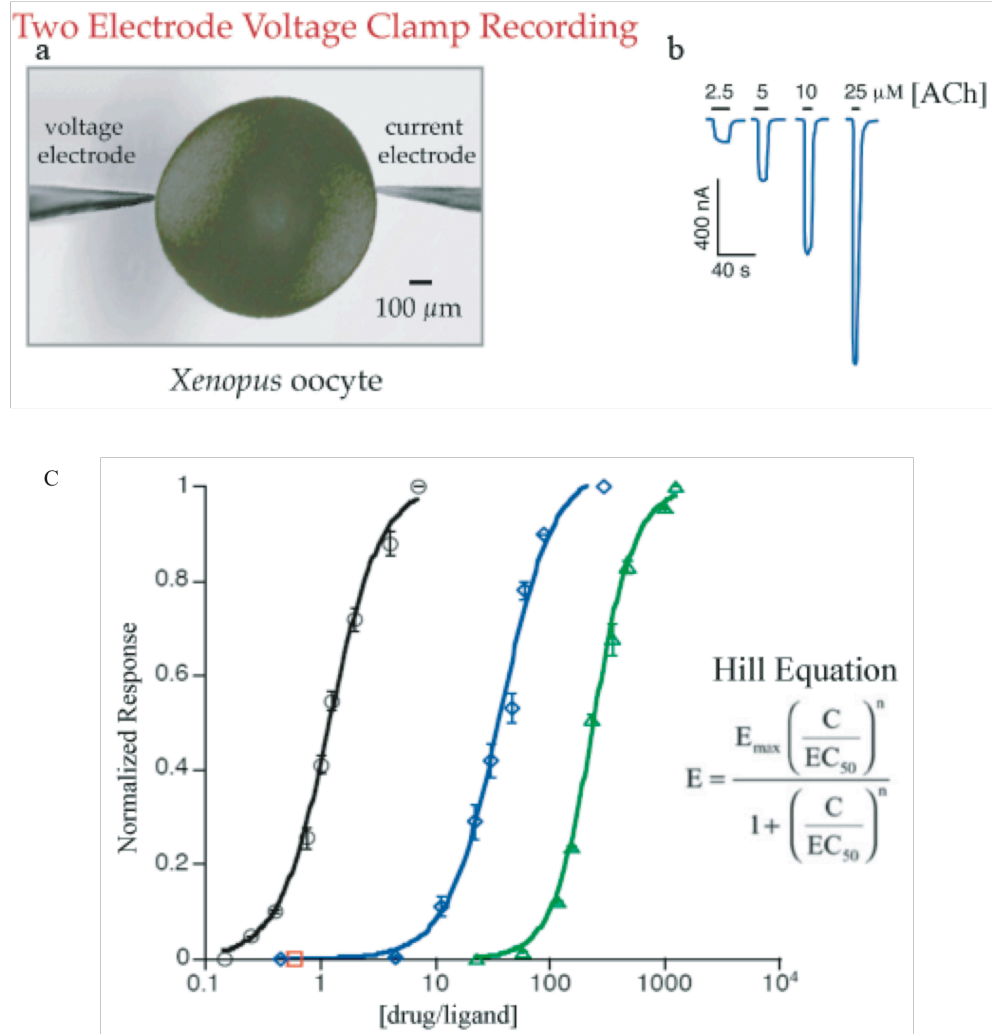 Two Electrode Voltage Clamp Recording
a
voltage
electrode
current
electrode
100 μm
Xenopus oocyte
b
2.5 5 10 25 μM [ACh]
400 nA
40 s
C
1
0.8
0.6
0.4
0.2
0
Normalized Response
0.1 1 10 100 1000 10⁴
[drug/ligand]
Hill Equation
E = Emax (C / EC50)ⁿ / 1 + (C / EC50)ⁿ